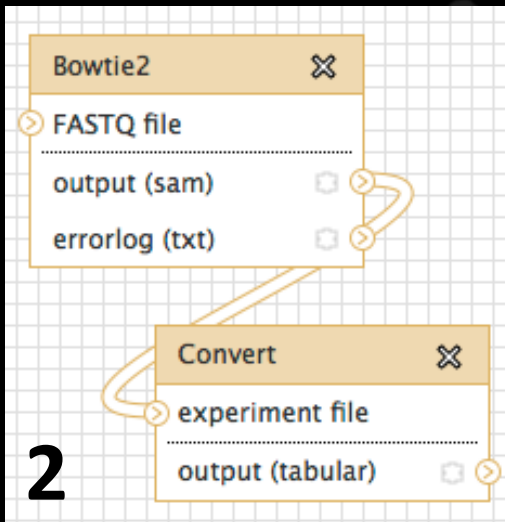 Bowtie2
FASTQ file
output (sam)
errorlog (txt)
Convert
experiment file
output (tabular)
2